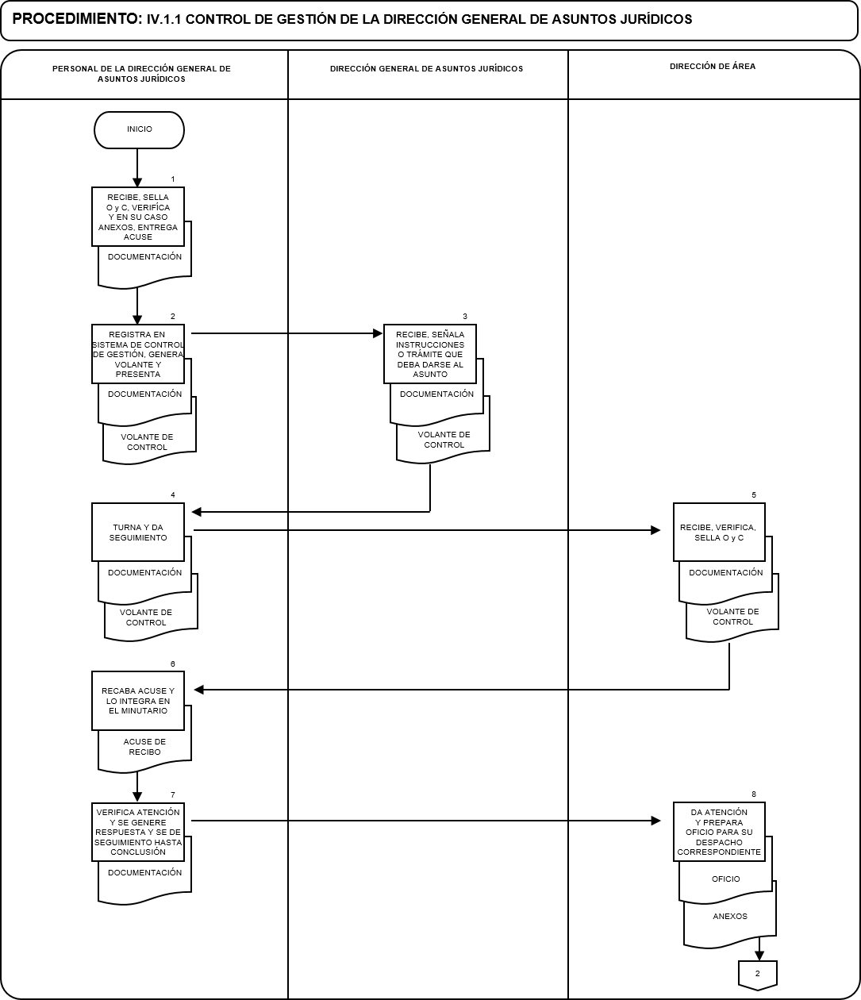 PROCEDIMIENTO: IV.1.1 CONTROL DE GESTIÓN DE LA DIRECCIÓN GENERAL DE ASUNTOS JURÍDICOS
PERSONAL DE LA DIRECCIÓN GENERAL DE
ASUNTOS JURÍDICOS
DIRECCIÓN GENERAL DE ASUNTOS JURÍDICOS
DIRECCIÓN DE ÁREA
INICIO
1
RECIBE, SELLA
O y C, VERIFÍCA
Y EN SU CASO
ANEXOS, ENTREGA
ACUSE
DOCUMENTACIÓN
2
REGISTRA EN
SISTEMA DE CONTROL
DE GESTIÓN, GENERA
VOLANTE Y
PRESENTA
DOCUMENTACIÓN
VOLANTE DE
CONTROL
3
RECIBE, SEÑALA
INSTRUCCIONES
O TRÁMITE QUE
DEBA DARSE AL
ASUNTO
DOCUMENTACIÓN
VOLANTE DE
CONTROL
4
TURNA Y DA
SEGUIMIENTO
DOCUMENTACIÓN
VOLANTE DE
CONTROL
5
RECIBE, VERIFICA,
SELLA O y C
DOCUMENTACIÓN
VOLANTE DE
CONTROL
6
RECABA ACUSE Y
LO INTEGRA EN
EL MINUTARIO
ACUSE DE
RECIBO
7
VERIFICA ATENCIÓN
Y SE GENERE
RESPUESTA Y SE DE
SEGUIMIENTO HASTA
CONCLUSIÓN
DOCUMENTACIÓN
8
DA ATENCIÓN
Y PREPARA
OFICIO PARA SU
DESPACHO
CORRESPONDIENTE
OFICIO
ANEXOS
2